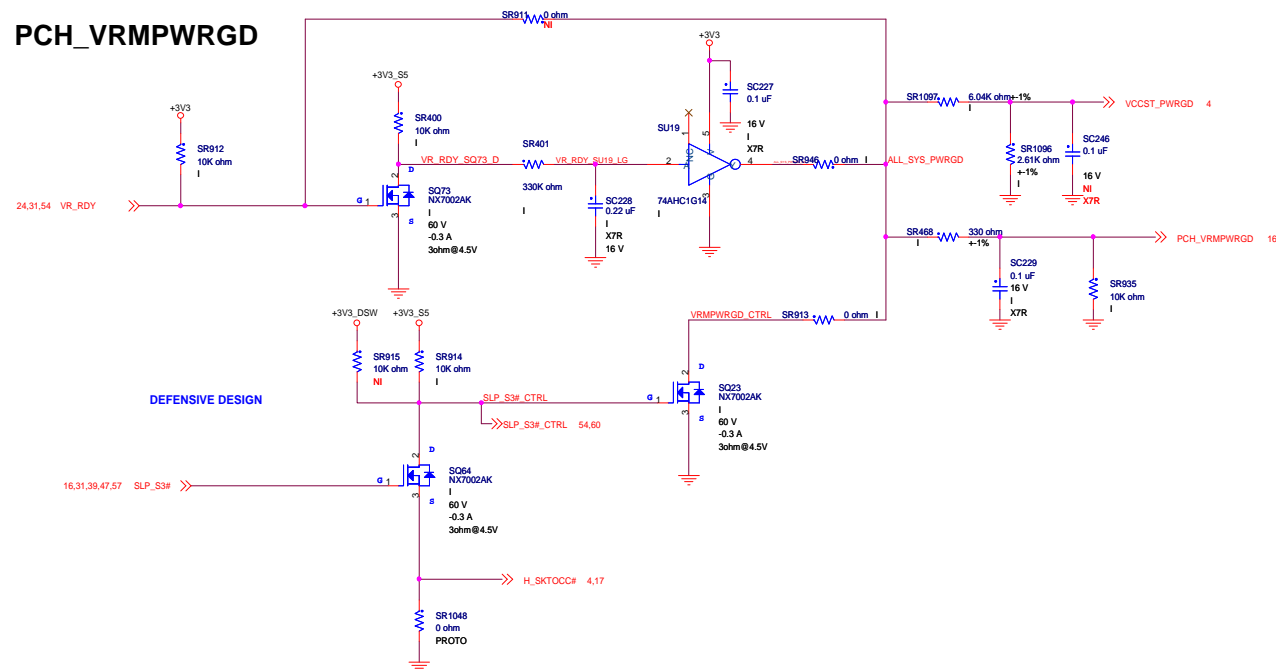 PCH_VRMPWRGD
SR911 0 ohm
NI
+3V3
+3V3_S5
SC227
0.1 uF
16 V
I
X7R
+3V3
SR912
10K ohm
I
SR400
10K ohm
I
SR401
330K ohm
I
VR_RDY_SQ73_D
VR_RDY_SU19_LG
SU19
1
5
2
4
3
NC
A
74AHC1G14
I
SR946 0 ohm I
ALL_SYS_PWRGD
SR1097 6.04K ohm+-1%
I
VCCST_PWRGD 4
SR1096
2.61K ohm
+-1%
I
SC246
0.1 uF
16 V
NI
X7R
24,31,54 VR_RDY
G 1
2
D
3
S
SQ73
NX7002AK
I
60 V
-0.3 A
3ohm@4.5V
SC228
0.22 uF
I
X7R
16 V
SR468 330 ohm
I +-1%
PCH_VRMPWRGD 16
SC229
0.1 uF
16 V
I
X7R
SR935
10K ohm
I
+3V3_DSW
+3V3_S5
SR915
10K ohm
NI
SR914
10K ohm
I
VRMPWRGD_CTRL
SR913 0 ohm I
DEFENSIVE DESIGN
SLP_S3#_CTRL
SLP_S3#_CTRL 54,60
G 1
2
D
3
S
SQ23
NX7002AK
I
60 V
-0.3 A
3ohm@4.5V
16,31,39,47,57 SLP_S3#
G 1
2
D
3
S
SQ64
NX7002AK
I
60 V
-0.3 A
3ohm@4.5V
H_SKTOCC# 4,17
SR1048
0 ohm
PROTO